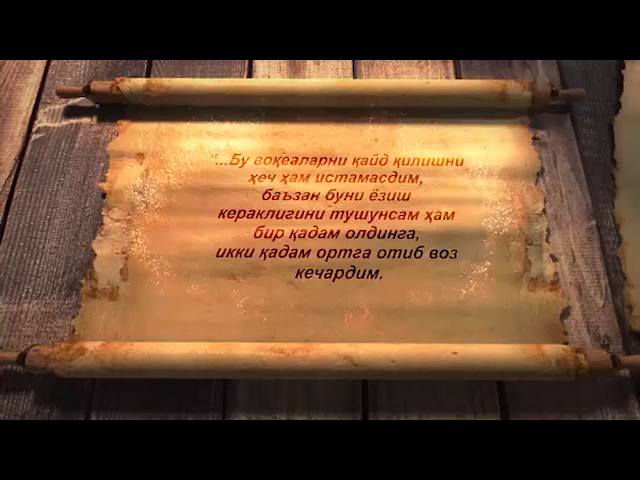 "...Бу воқеаларни қайд қилишни
ҳеч ҳам истамасдим,
баъзан буни ёзиш
кераклигини тушунсам ҳам
бир қадам олдинга,
икки қадам ортга отиб воз
кечардим.